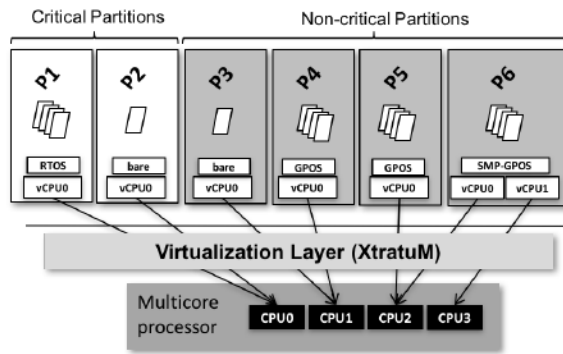 Critical Partitions Non-critical Partitions
P1 P2 P3 P4 P5 P6
RTOS bare bare GPOS GPOS SMP-GPOS
vCPU0 vCPU0 vCPU0 vCPU0 vCPU0 vCPU0 vCPU1
Virtualization Layer (XtratuM)
Multicore
processor
CPU0 CPU1 CPU2 CPU3